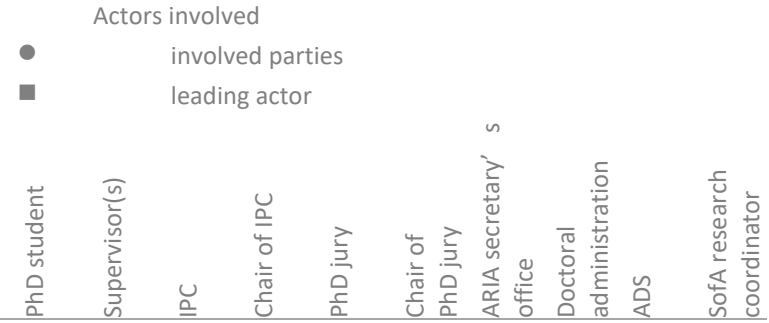 Actors involved
● involved parties
■ leading actor
PhD student
Supervisor(s)
IPC
Chair of IPC
PhD jury
Chair of
PhD jury
ARIA secretary’ s
office
Doctoral
administration
ADS
SofA research
coordinator